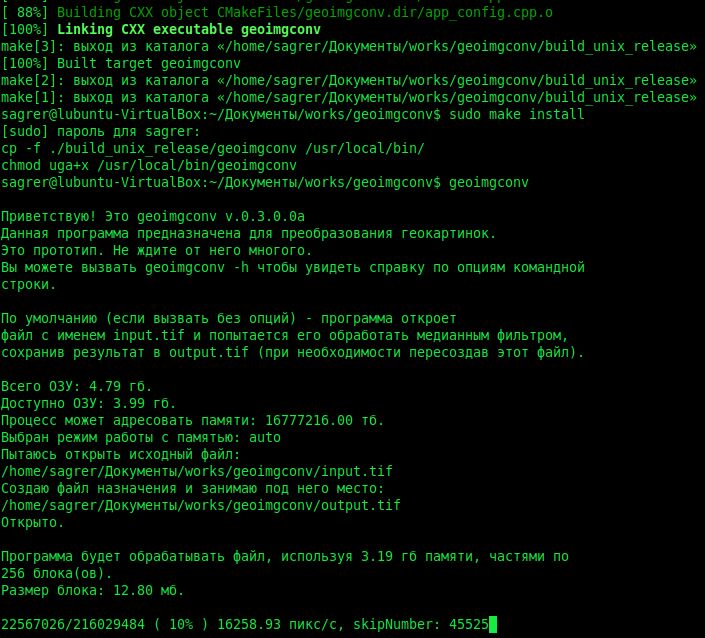 [ 88%] Building CXX object CMakeFiles/geoimgconv.dir/app_config.cpp.o
[100%] Linking CXX executable geoimgconv
make[3]: выход из каталога «/home/sagrer/Документы/works/geoimgconv/build_unix_release»
[100%] Built target geoimgconv
make[2]: выход из каталога «/home/sagrer/Документы/works/geoimgconv/build_unix_release»
make[1]: выход из каталога «/home/sagrer/Документы/works/geoimgconv/build_unix_release»
sagrer@lubuntu-VirtualBox:~/Документы/works/geoimgconv$ sudo make install
[sudo] пароль для sagrer:
cp -f ./build_unix_release/geoimgconv /usr/local/bin/
chmod uga+x /usr/local/bin/geoimgconv
sagrer@lubuntu-VirtualBox:~/Документы/works/geoimgconv$ geoimgconv
Приветствую! Это geoimgconv v.0.3.0.0a
Данная программа предназначена для преобразования геокартинок.
Это прототип. Не ждите от него многого.
Вы можете вызвать geoimgconv -h чтобы увидеть справку по опциям командной
строки.
По умолчанию (если вызвать без опций) - программа откроет
файл с именем input.tif и попытается его обработать медианным фильтром,
сохранив результат в output.tif (при необходимости пересоздав этот файл).
Всего ОЗУ: 4.79 гб.
Доступно ОЗУ: 3.99 гб.
Процесс может адресовать памяти: 16777216.00 тб.
Выбран режим работы с памятью: auto
Пытаюсь открыть исходный файл:
/home/sagrer/Документы/works/geoimgconv/input.tif
Создаю файл назначения и занимаю под него место:
/home/sagrer/Документы/works/geoimgconv/output.tif
Открыто.
Программа будет обрабатывать файл, используя 3.19 гб памяти, частями по
256 блока(ов).
Размер блока: 12.80 мб.
22567026/216029484 ( 10% ) 16258.93 пикс/с, skipNumber: 45525